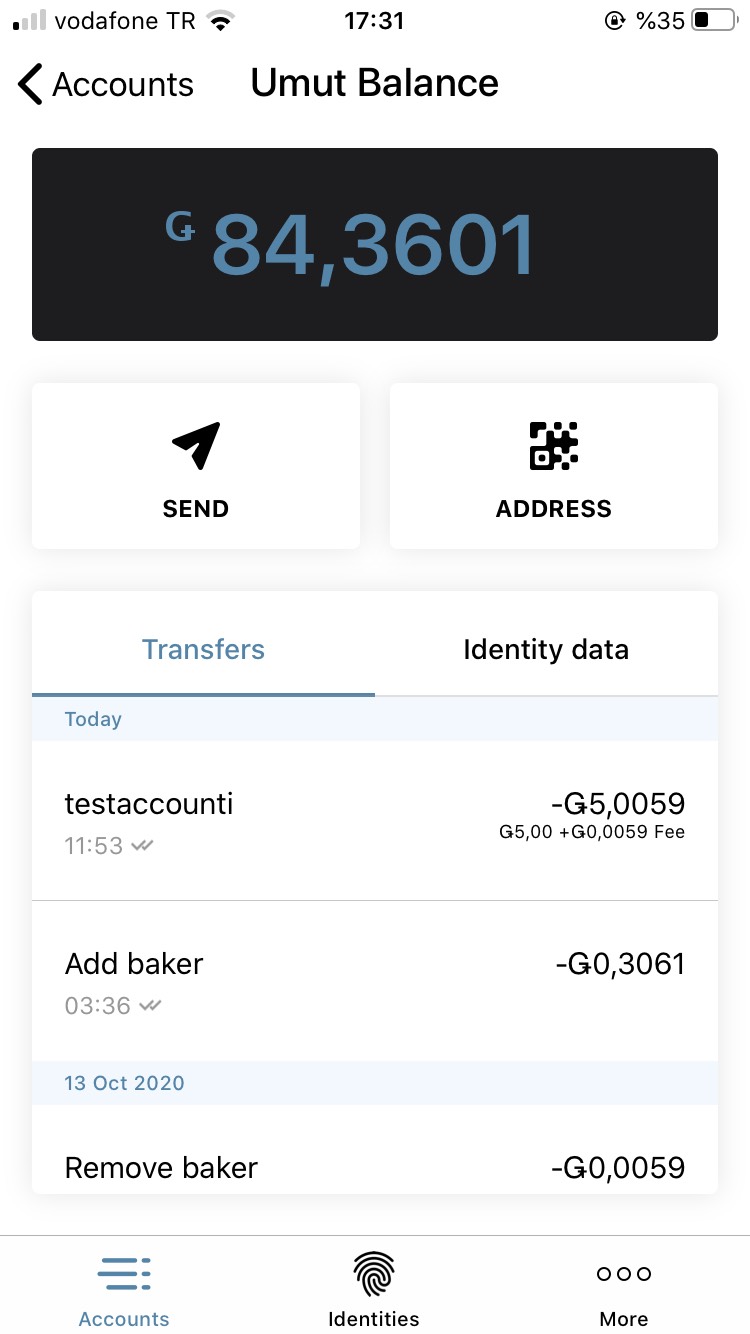 vodafone TR 17:31 %35
Accounts Umut Balance
Ǥ 84,3601
SEND ADDRESS
Transfers Identity data
Today
testaccounti -Ǥ5,0059
11:53 Ǥ5,00 +Ǥ0,0059 Fee
Add baker -Ǥ0,3061
03:36
13 Oct 2020
Remove baker -Ǥ0,0059
Accounts Identities More